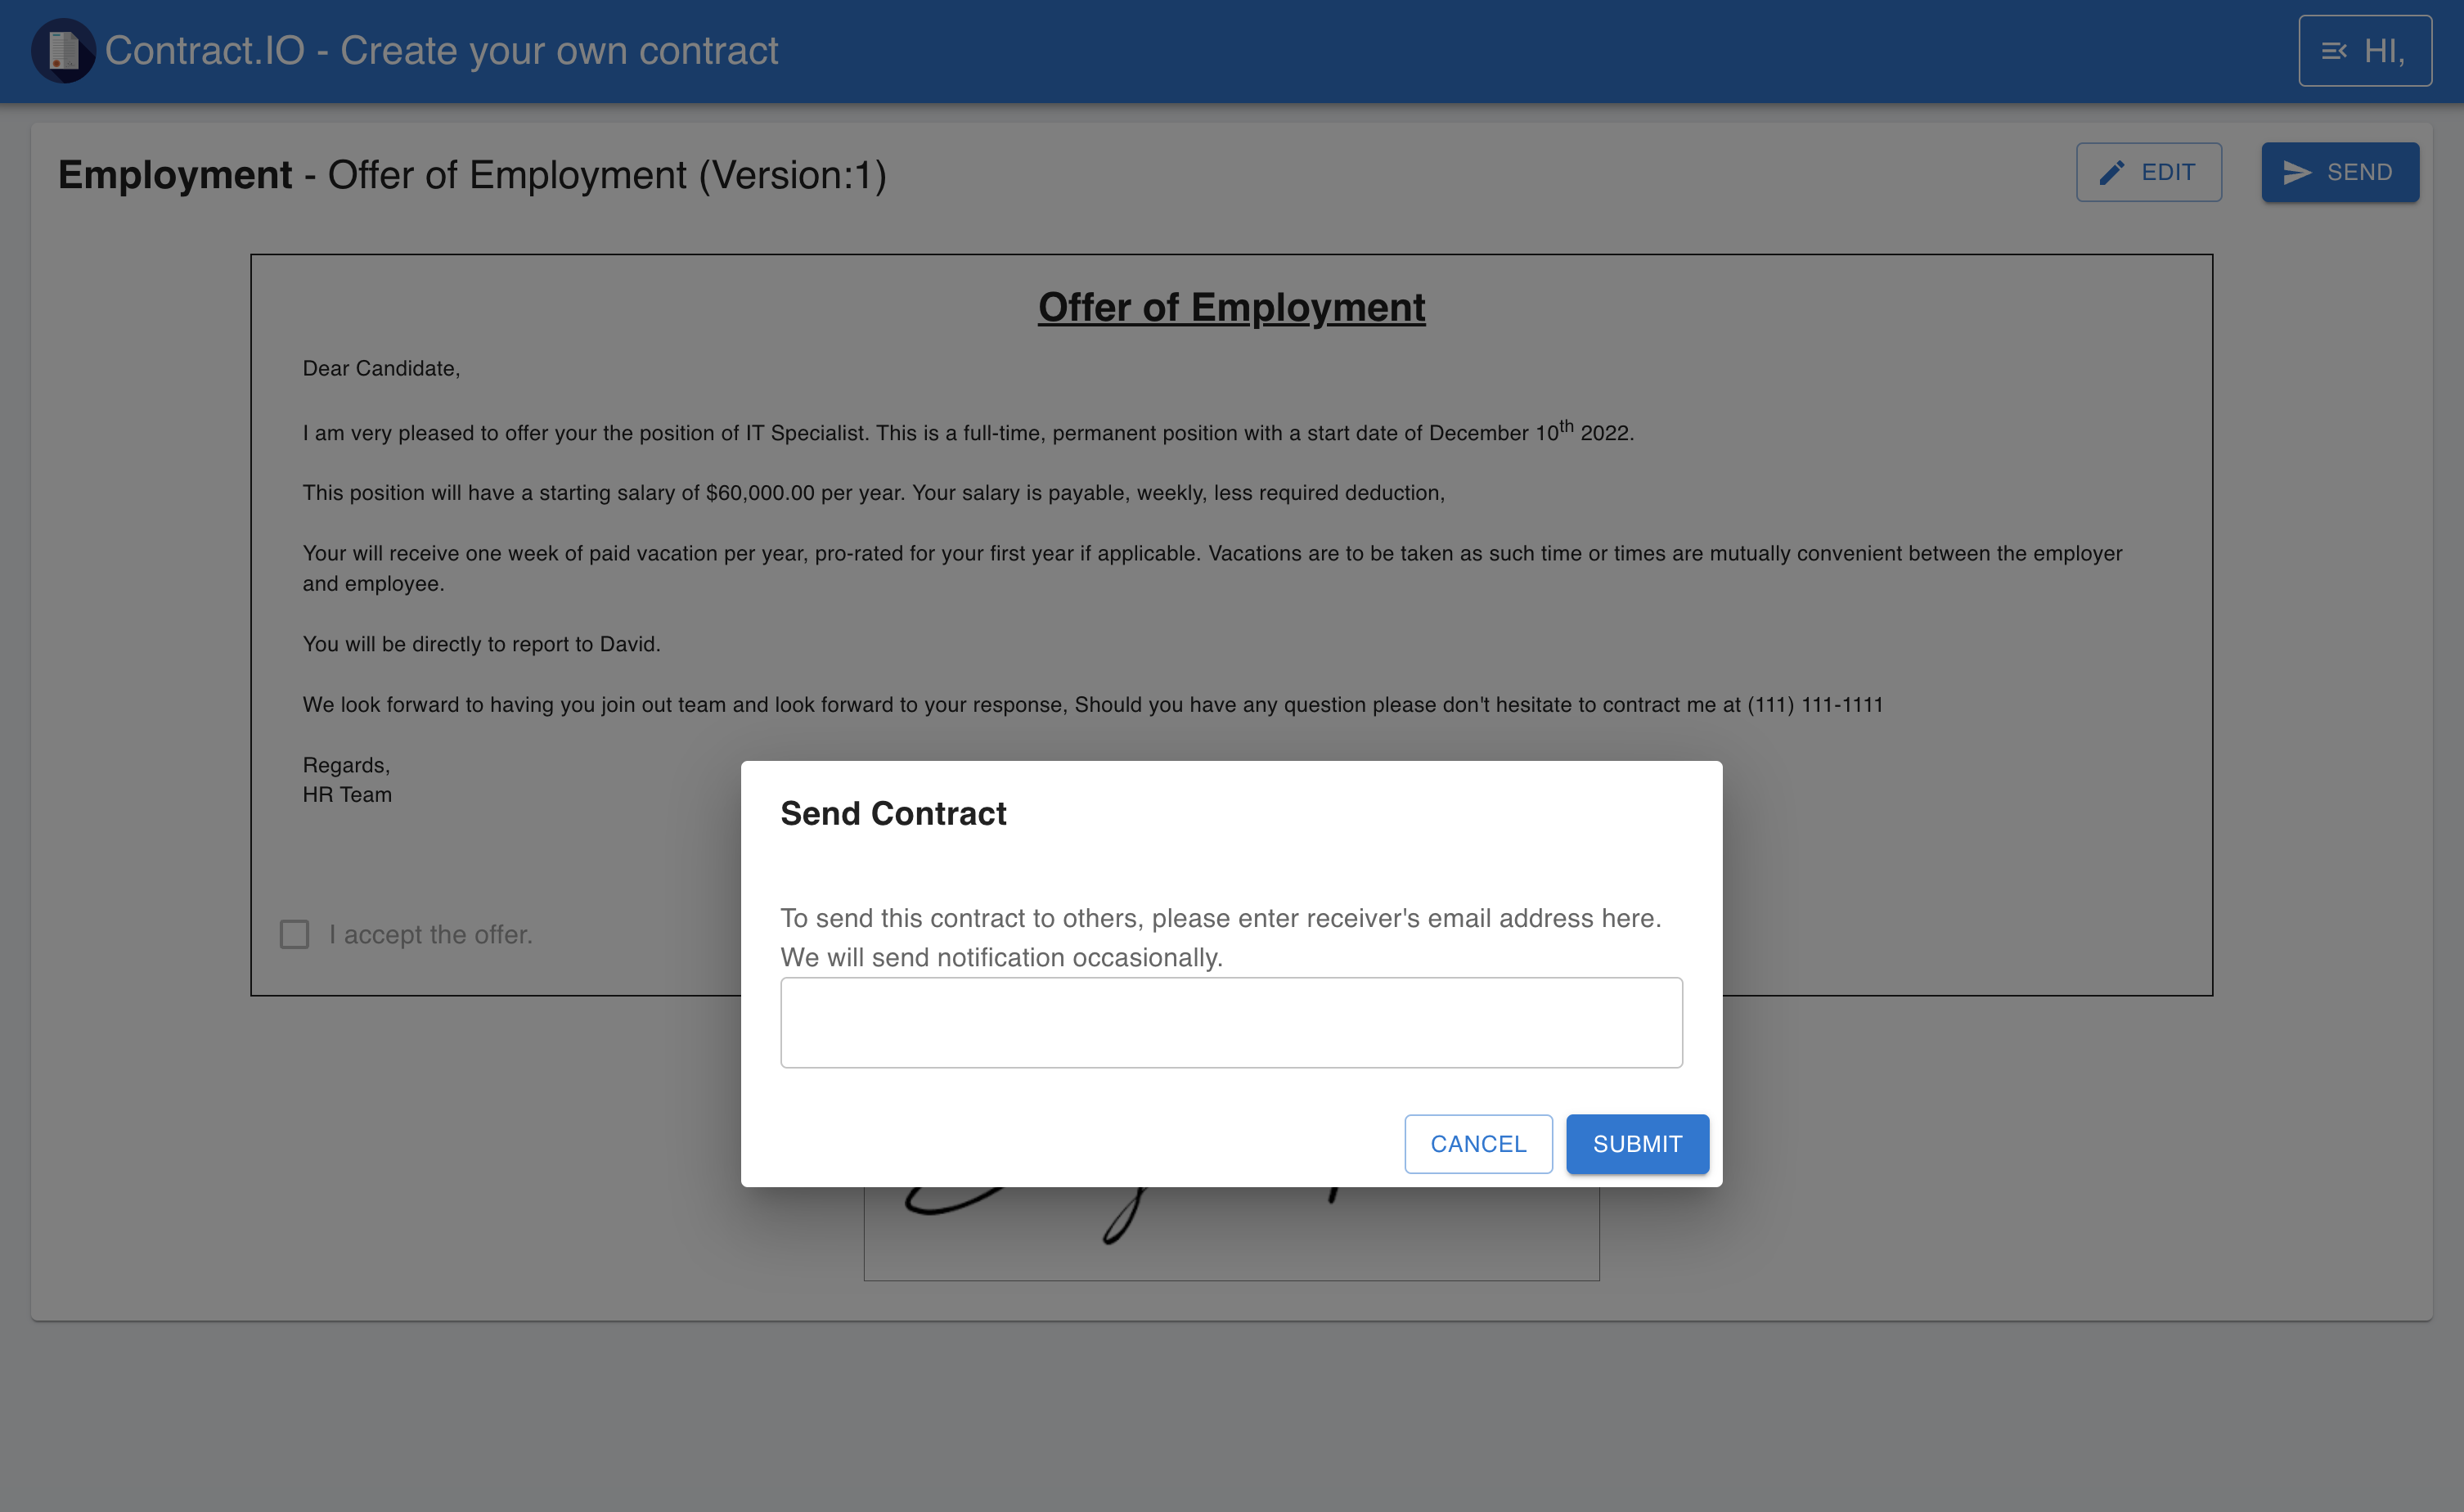 Contract.IO - Create your own contract
HI,
Employment - Offer of Employment (Version:1)
EDIT
SEND
Offer of Employment
Dear Candidate,
I am very pleased to offer your the position of IT Specialist. This is a full-time, permanent position with a start date of December 10th 2022.
This position will have a starting salary of $60,000.00 per year. Your salary is payable, weekly, less required deduction,
Your will receive one week of paid vacation per year, pro-rated for your first year if applicable. Vacations are to be taken as such time or times are mutually convenient between the employer
and employee.
You will be directly to report to David.
We look forward to having you join out team and look forward to your response, Should you have any question please don't hesitate to contract me at (111) 111-1111
Regards,
HR Team
I accept the offer.
Send Contract
To send this contract to others, please enter receiver's email address here.
We will send notification occasionally.
CANCEL
SUBMIT